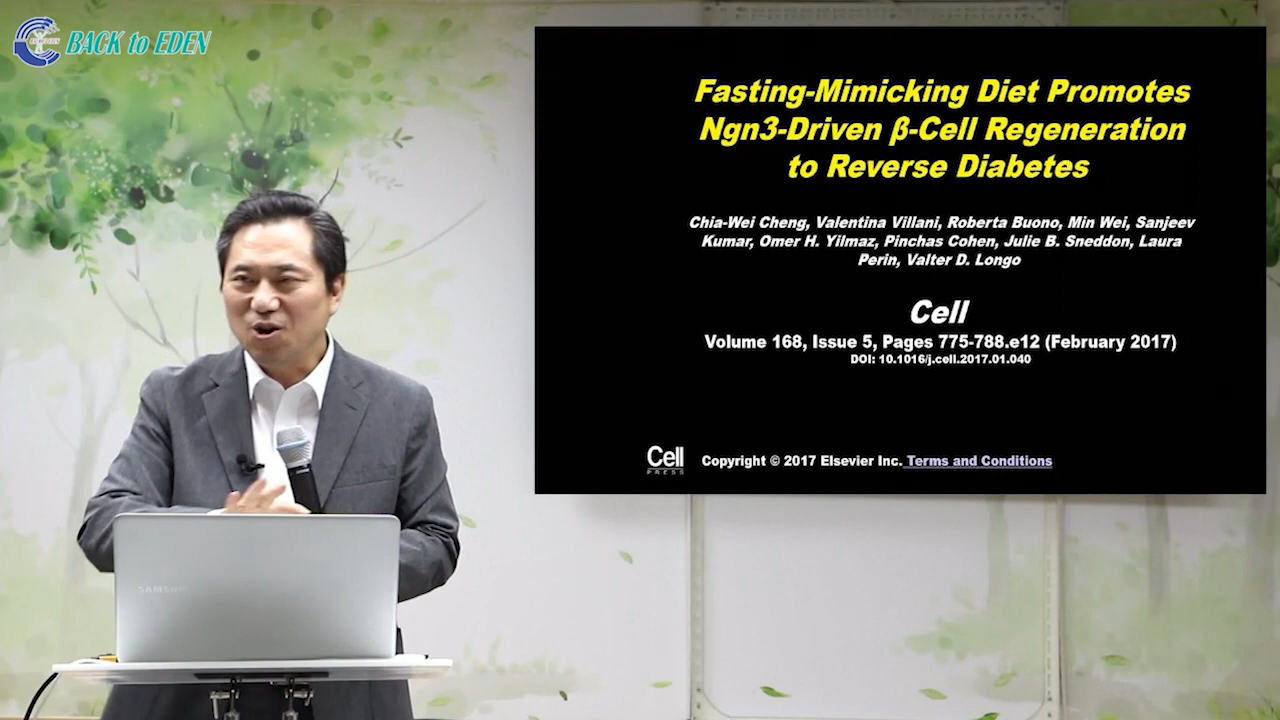 BACK to EDEN
Fasting-Mimicking Diet Promotes
Ngn3-Driven β-Cell Regeneration
to Reverse Diabetes
Chia-Wei Cheng, Valentina Villani, Roberta Buono, Min Wei, Sanjeev
Kumar, Omer H. Yilmaz, Pinchas Cohen, Julie B. Sneddon, Laura
Perin, Valter D. Longo
Cell
Volume 168, Issue 5, Pages 775-788.e12 (February 2017)
DOI: 10.1016/j.cell.2017.01.040
Cell
PRESS
Copyright © 2017 Elsevier Inc. Terms and Conditions
SAMSUNG